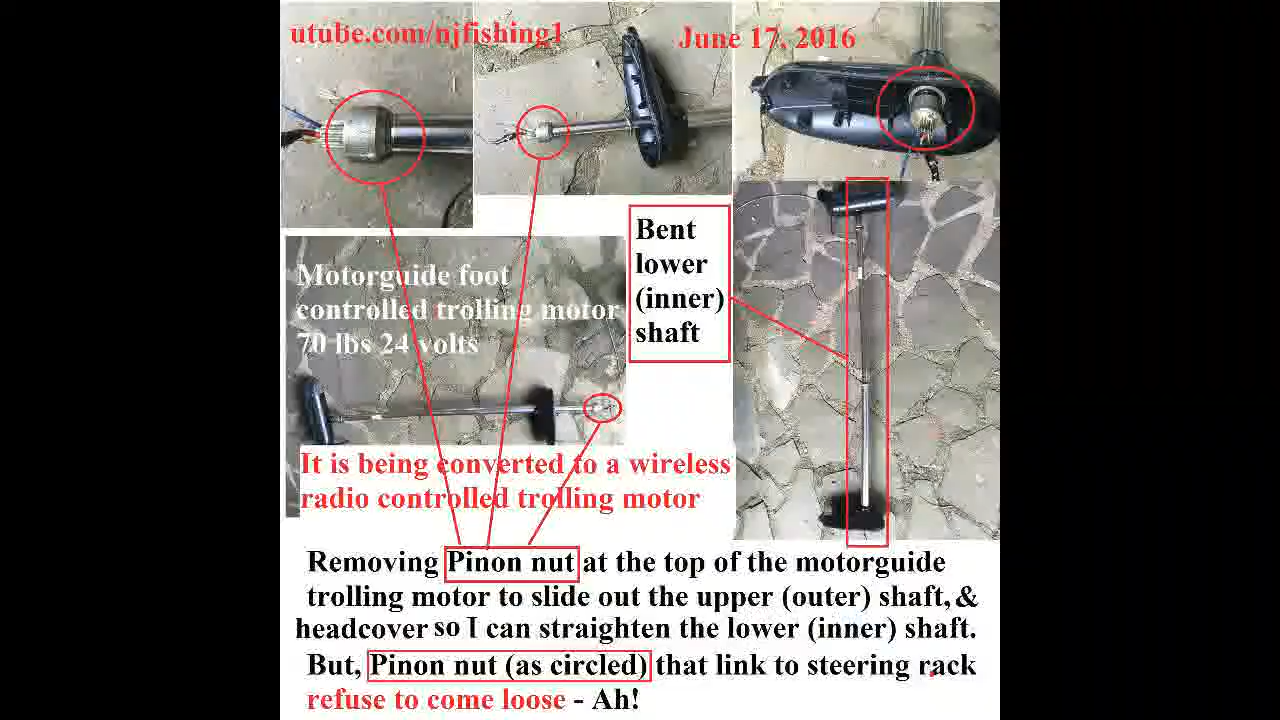 utube.com/njfishing1
June 17, 2016
Bent
lower
(inner)
shaft
Motorguide foot
controlled trolling motor
70 lbs 24 volts
It is being converted to a wireless
radio controlled trolling motor
Removing Pinon nut at the top of the motorguide
trolling motor to slide out the upper (outer) shaft, &
headcover so I can straighten the lower (inner) shaft.
But, Pinon nut (as circled) that link to steering rack
refuse to come loose - Ah!